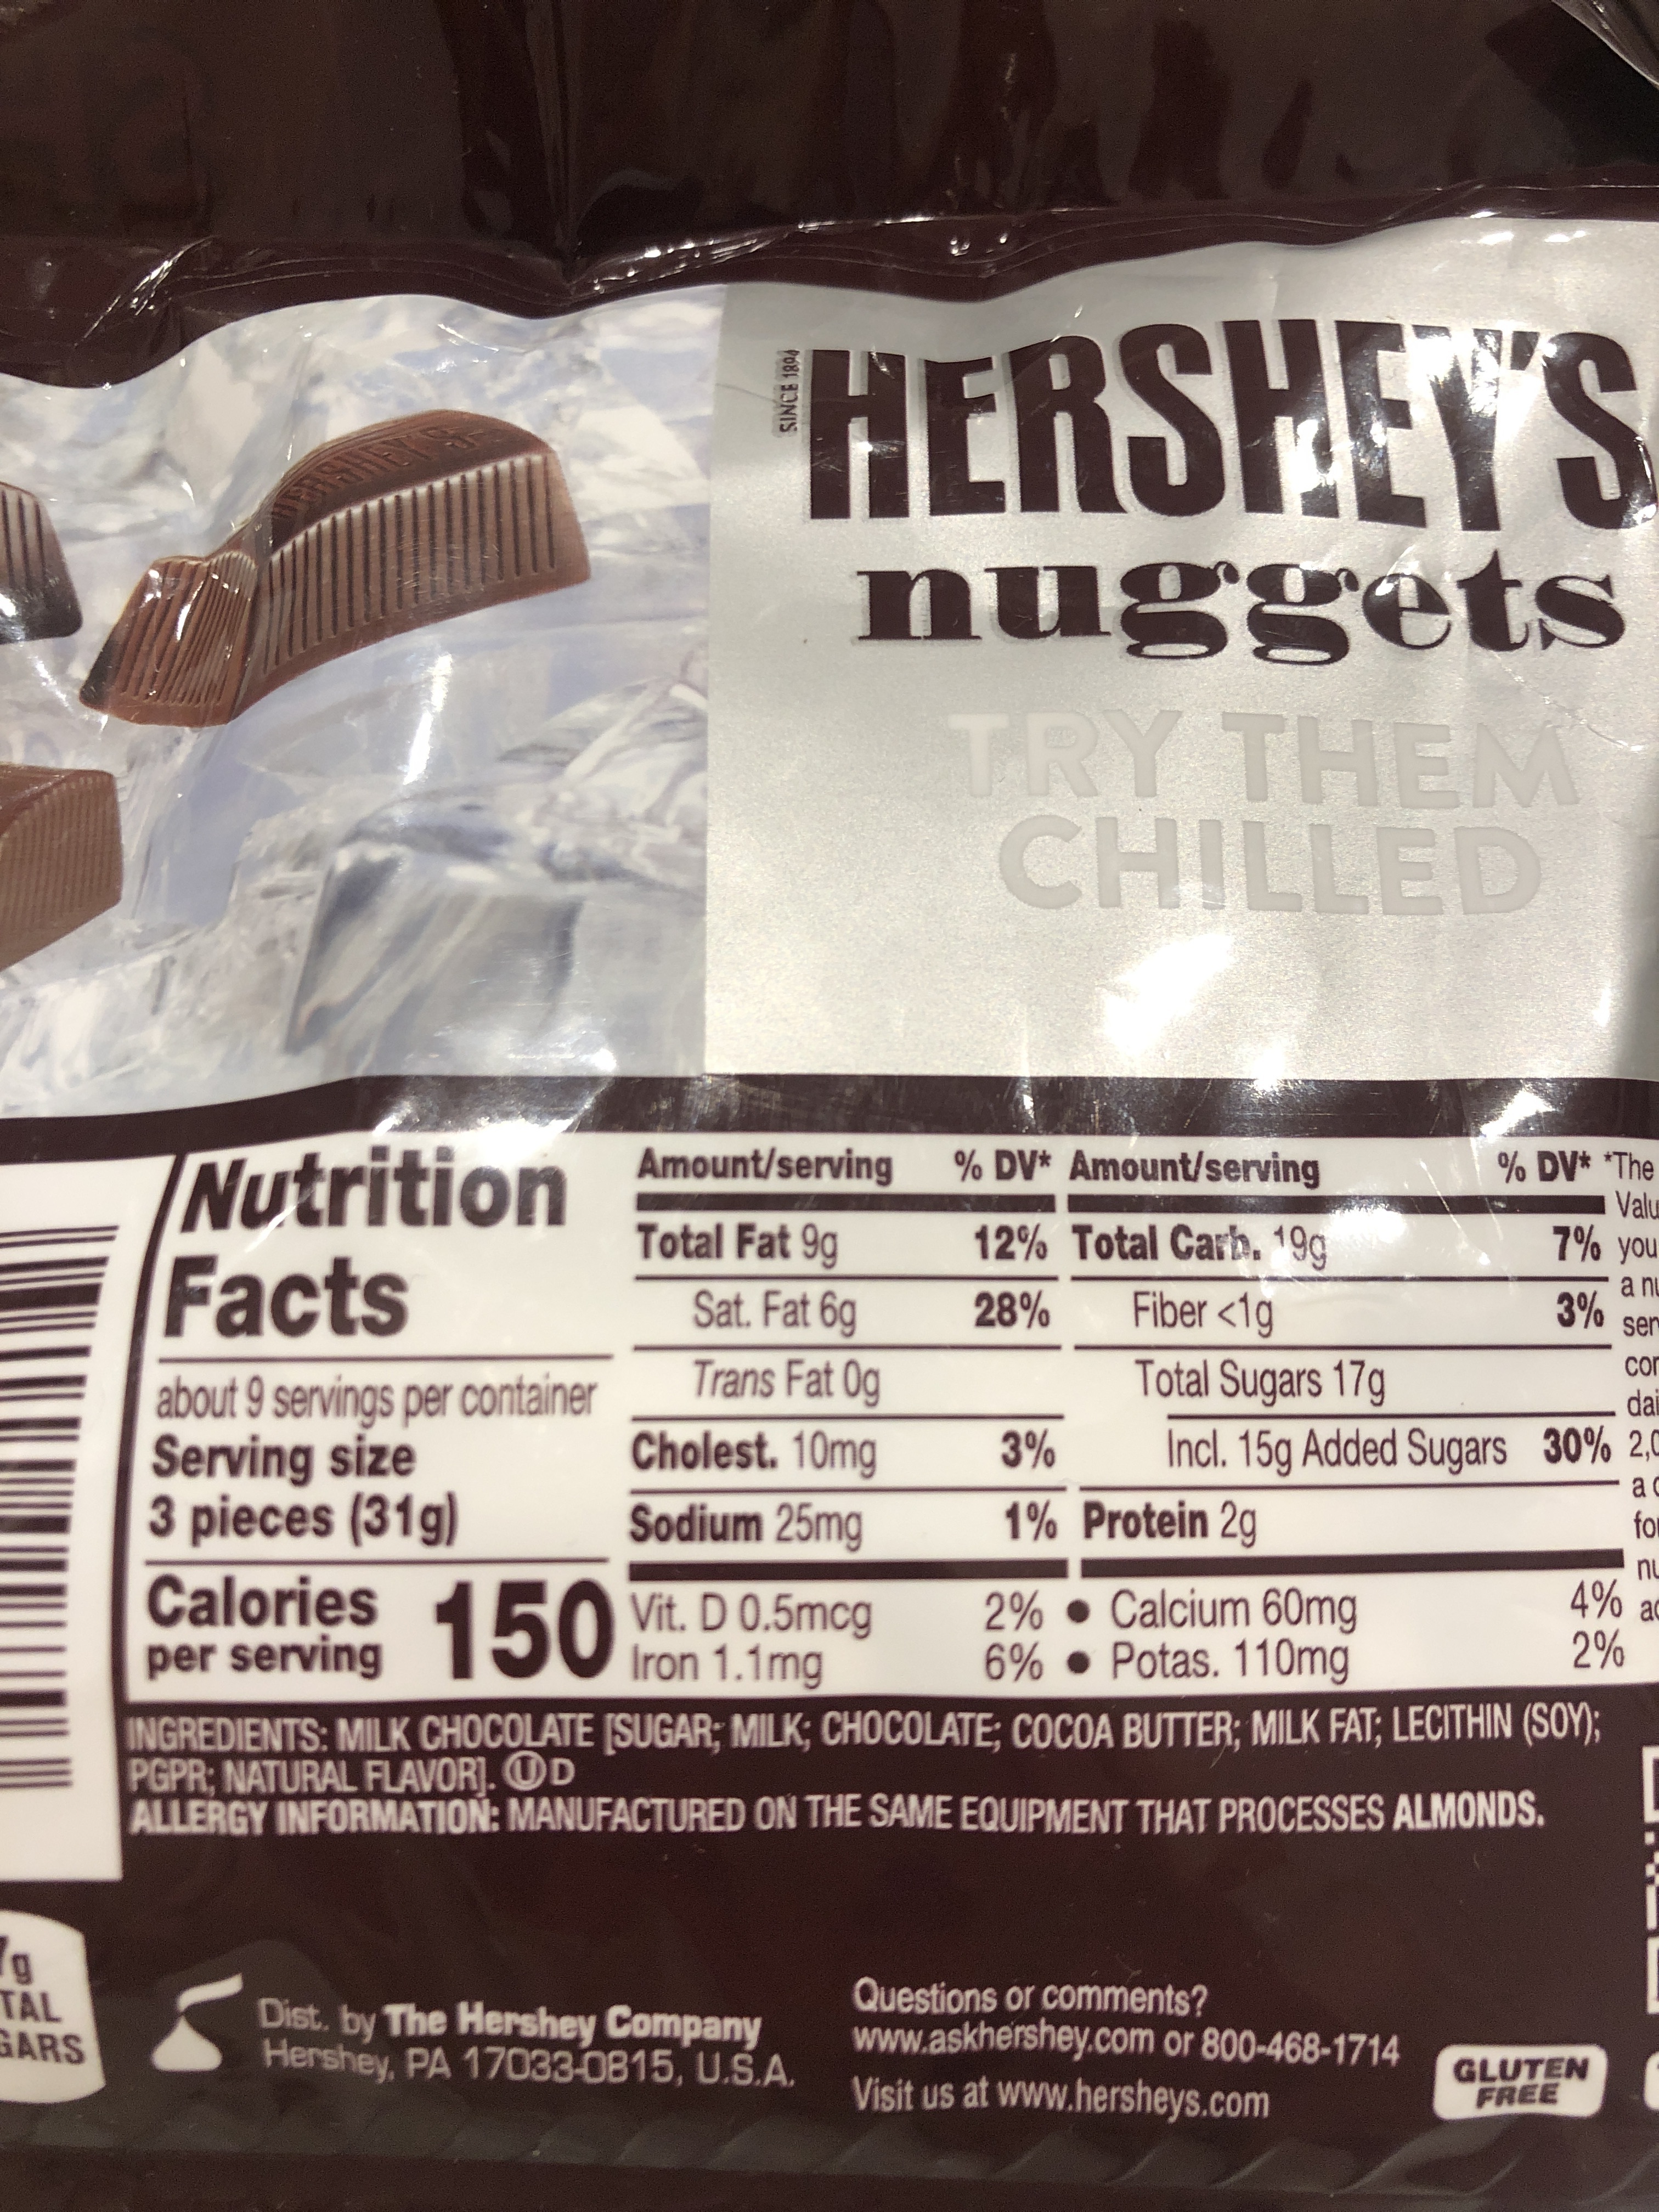 SINCE 1894
HERSHEY'S
nuggets
TRY THEM
CHILLED
HERSHEY'S
Nutrition
Facts
about 9 servings per container
Serving size
3 pieces (31g)
Calories
per serving
150
Amount/serving % DV*
Total Fat 9g 12%
Sat. Fat 6g 28%
Trans Fat 0g
Cholest. 10mg 3%
Sodium 25mg 1%
Amount/serving % DV*
Total Carb. 19g 7%
Fiber <1g 3%
Total Sugars 17g
Incl. 15g Added Sugars 30%
Protein 2g
Vit. D 0.5mcg 2% • Calcium 60mg 4%
Iron 1.1mg 6% • Potas. 110mg 2%
*The
you
a
INGREDIENTS: MILK CHOCOLATE [SUGAR; MILK; CHOCOLATE; COCOA BUTTER; MILK FAT; LECITHIN (SOY);
PGPR; NATURAL FLAVOR]. Ⓤ D
ALLERGY INFORMATION: MANUFACTURED ON THE SAME EQUIPMENT THAT PROCESSES ALMONDS.
Dist. by The Hershey Company
Hershey, PA 17033-0815, U.S.A.
Questions or comments?
www.askhershey.com or 800-468-1714
Visit us at www.hersheys.com
GLUTEN
FREE